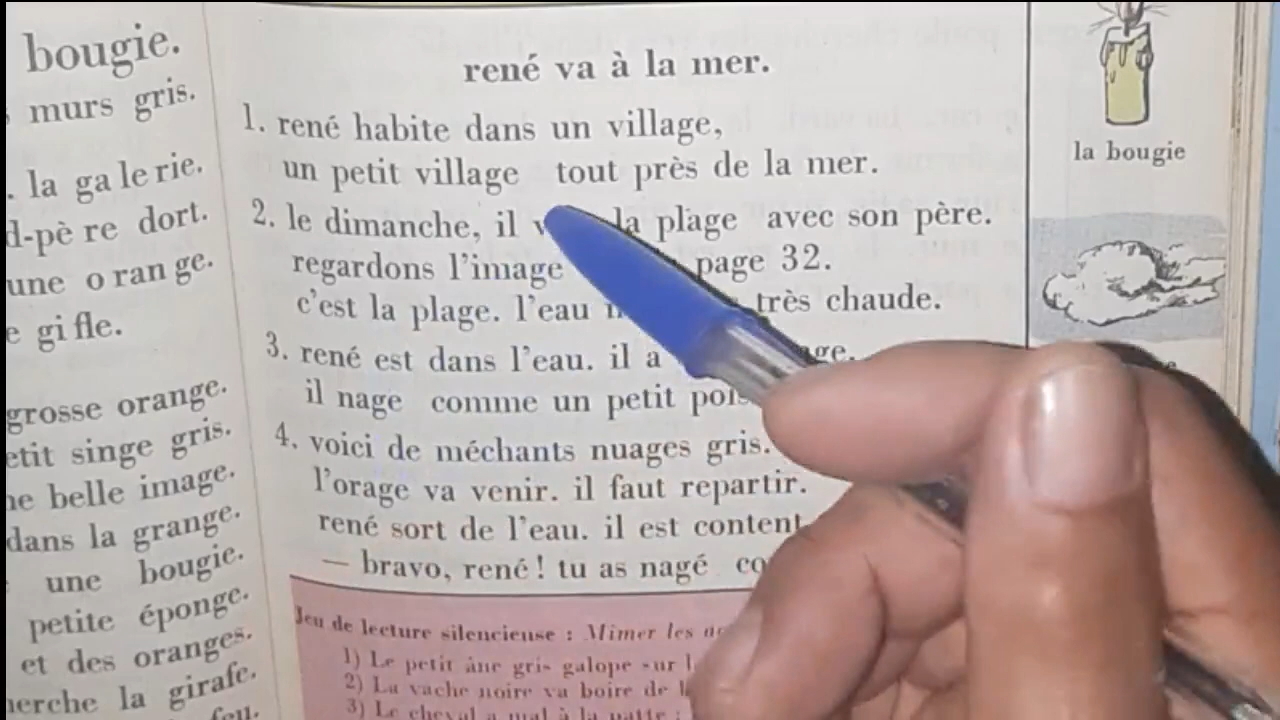 bougie.
murs gris.
la ga le rie.
d-pè re dort.
une o ran ge.
e gi fle.
grosse orange.
etit singe gris.
ne belle image.
dans la grange.
une bougie.
petite éponge.
et des oranges.
herche la girafe.
feu.
rené va à la mer.
1. rené habite dans un village,
un petit village tout près de la mer.
2. le dimanche, il la plage avec son père.
regardons l'image page 32.
c'est la plage. l'eau très chaude.
3. rené est dans l'eau. il a
il nage comme un petit
4. voici de méchants nuages gris.
l'orage va venir. il faut repartir.
rené sort de l'eau. il est content
— bravo, rené ! tu as nagé
Jeu de lecture silencieuse : Mimer les
1) Le petit âne gris galope sur
2) La vache noire va boire de
3) Le cheval a mal à la patte :
la bougie